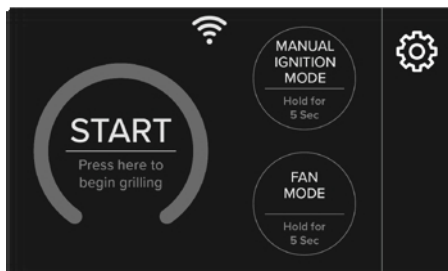 START
Press here to
begin grilling
MANUAL
IGNITION
MODE
Hold for
5 Sec
FAN
MODE
Hold for
5 Sec